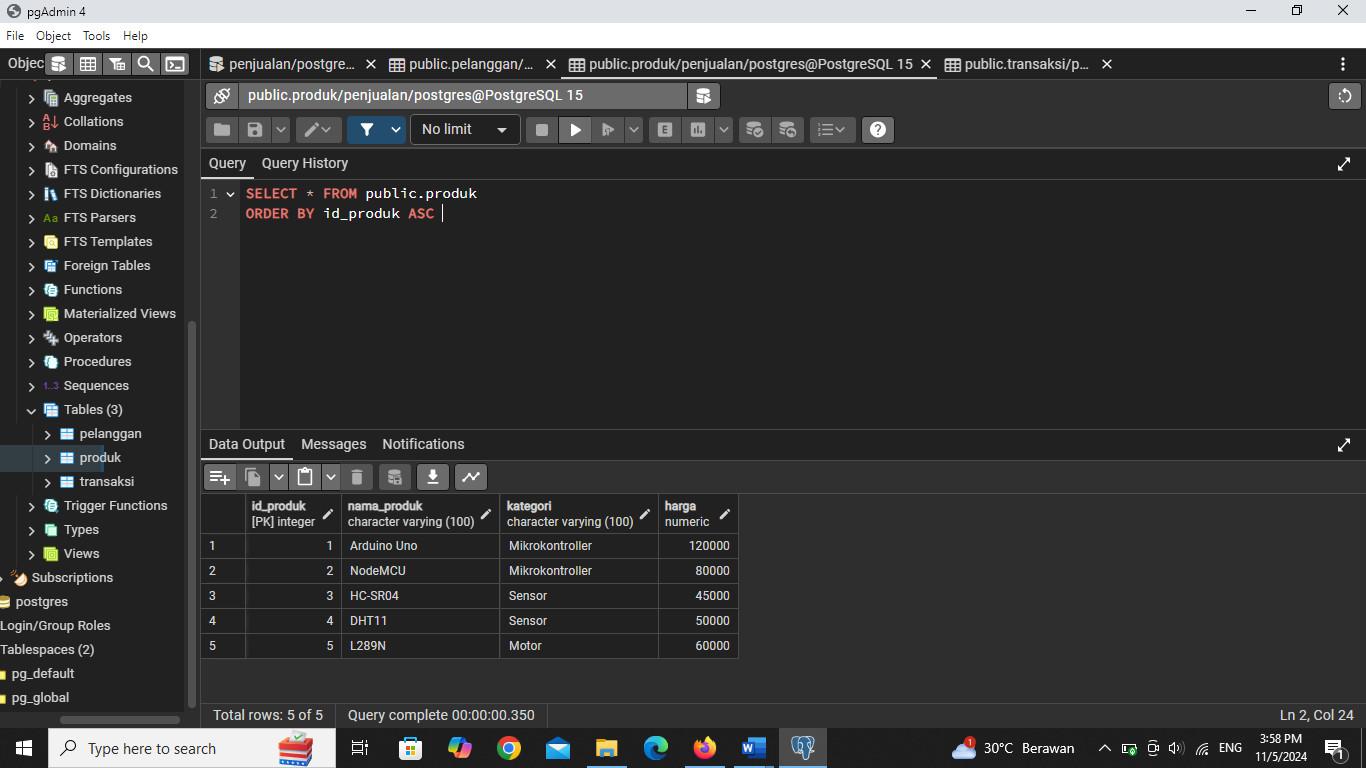 pgAdmin 4
File Object Tools Help
Objec
penjualan/postgre...
public.pelanggan/...
public.produk/penjualan/postgres@PostgreSQL 15
public.transaksi/p...
public.produk/penjualan/postgres@PostgreSQL 15
No limit
Query Query History
1 SELECT * FROM public.produk
2 ORDER BY id_produk ASC
Aggregates
Collations
Domains
FTS Configurations
FTS Dictionaries
Aa FTS Parsers
FTS Templates
Foreign Tables
Functions
Materialized Views
Operators
Procedures
1..3 Sequences
Tables (3)
pelanggan
produk
transaksi
Trigger Functions
Types
Views
Subscriptions
postgres
Login/Group Roles
Tablespaces (2)
pg_default
pg_global
Data Output Messages Notifications
id_produk nama_produk kategori harga
[PK] integer character varying (100) character varying (100) numeric
1 1 Arduino Uno Mikrokontroller 120000
2 2 NodeMCU Mikrokontroller 80000
3 3 HC-SR04 Sensor 45000
4 4 DHT11 Sensor 50000
5 5 L289N Motor 60000
Total rows: 5 of 5 Query complete 00:00:00.350 Ln 2, Col 24
Type here to search
1 30°C Berawan ENG
3:58 PM
11/5/2024
1